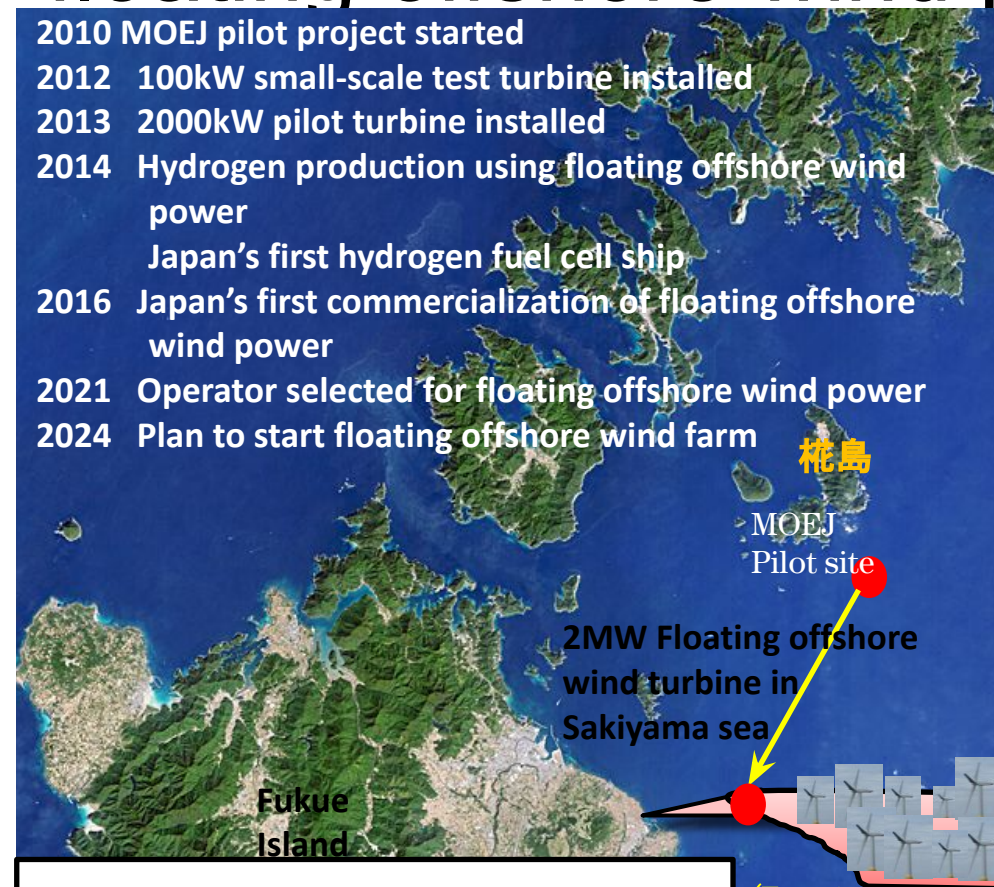 2010 MOEJ pilot project started
2012 100kW small-scale test turbine installed
2013 2000kW pilot turbine installed
2014 Hydrogen production using floating offshore wind
power
Japan's first hydrogen fuel cell ship
2016 Japan's first commercialization of floating offshore
wind power
2021 Operator selected for floating offshore wind power
2024 Plan to start floating offshore wind farm
椛島
MOEJ
Pilot site
2MW Floating offshore
wind turbine in
Sakiyama sea
Fukue
Island